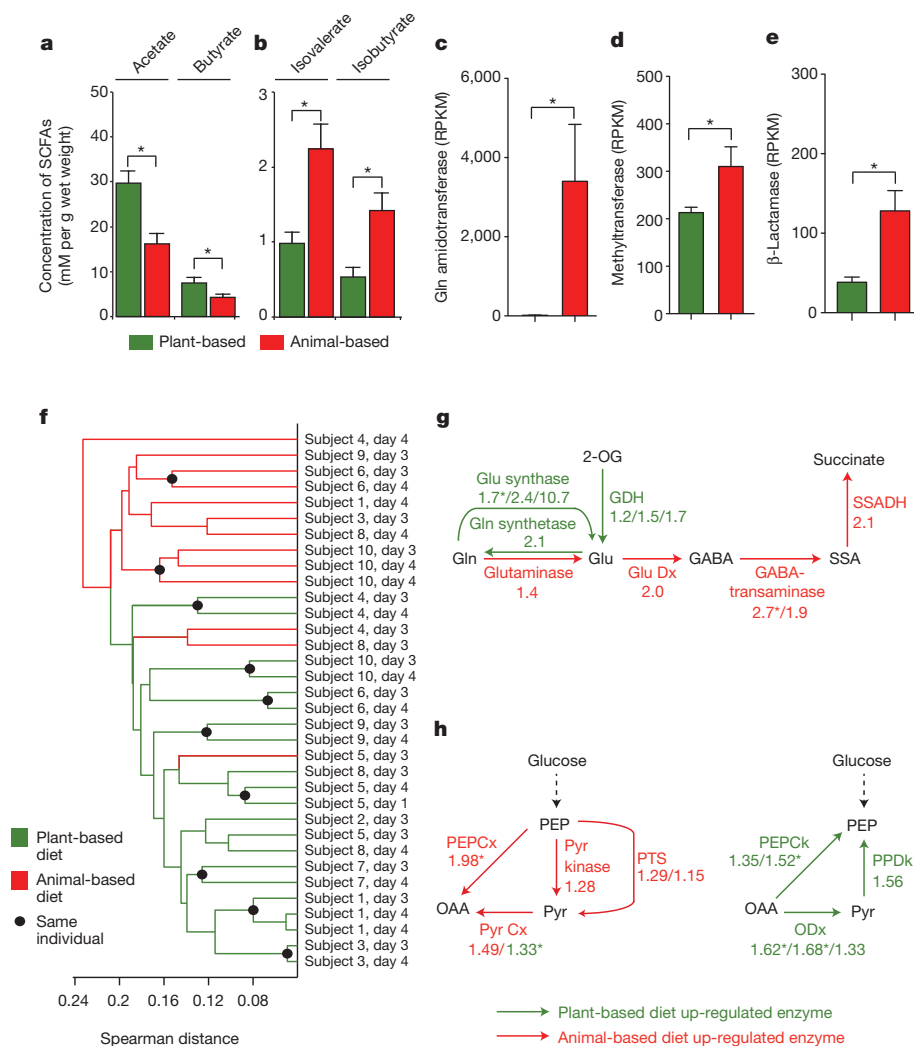 a
Acetate
Butyrate
Concentration of SCFAs
(mM per g wet weight)
50
40
30
20
10
0
*
*
b
Isovalerate
Isobutyrate
3
2
1
0
*
*
Plant-based
Animal-based
c
Gln amidotransferase (RPKM)
6,000
4,000
2,000
0
*
d
Methyltransferase (RPKM)
500
400
300
200
100
0
*
e
β-Lactamase (RPKM)
300
200
100
0
*
f
Subject 4, day 4
Subject 9, day 3
Subject 6, day 3
Subject 6, day 4
Subject 1, day 4
Subject 3, day 3
Subject 8, day 4
Subject 10, day 3
Subject 10, day 4
Subject 10, day 4
Subject 4, day 3
Subject 4, day 4
Subject 4, day 3
Subject 8, day 3
Subject 10, day 3
Subject 10, day 4
Subject 6, day 3
Subject 6, day 4
Subject 9, day 3
Subject 9, day 4
Subject 5, day 3
Subject 8, day 3
Subject 5, day 4
Subject 5, day 1
Subject 2, day 3
Subject 5, day 3
Subject 8, day 4
Subject 7, day 3
Subject 7, day 4
Subject 1, day 3
Subject 1, day 4
Subject 1, day 4
Subject 3, day 3
Subject 3, day 4
Plant-based
diet
Animal-based
diet
Same
individual
0.24
0.2
0.16
0.12
0.08
Spearman distance
g
2-OG
Succinate
Glu synthase
1.7*/2.4/10.7
GDH
1.2/1.5/1.7
SSADH
2.1
Gln synthetase
2.1
Gln
Glu
GABA
SSA
Glutaminase
1.4
Glu Dx
2.0
GABA-
transaminase
2.7*/1.9
h
Glucose
PEP
PEPCx
1.98*
Pyr
kinase
1.28
PTS
1.29/1.15
OAA
Pyr
Pyr Cx
1.49/1.33*
Glucose
PEP
PEPCk
1.35/1.52*
PPDk
1.56
OAA
Pyr
ODx
1.62*/1.68*/1.33
Plant-based diet up-regulated enzyme
Animal-based diet up-regulated enzyme